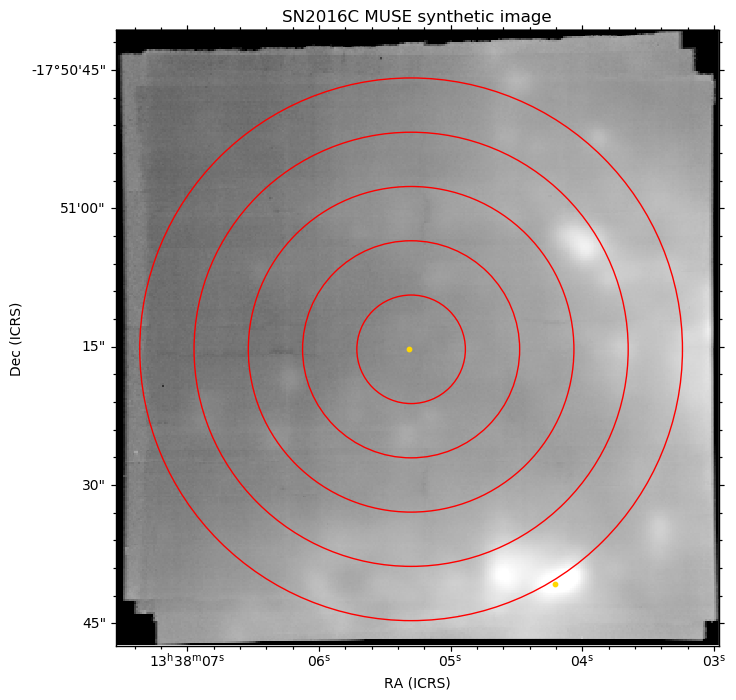 SN2016C MUSE synthetic image
-17°50'45"
51'00"
15"
30"
45"
Dec (ICRS)
13ʰ38ᵐ07ˢ 06ˢ 05ˢ 04ˢ 03ˢ
RA (ICRS)